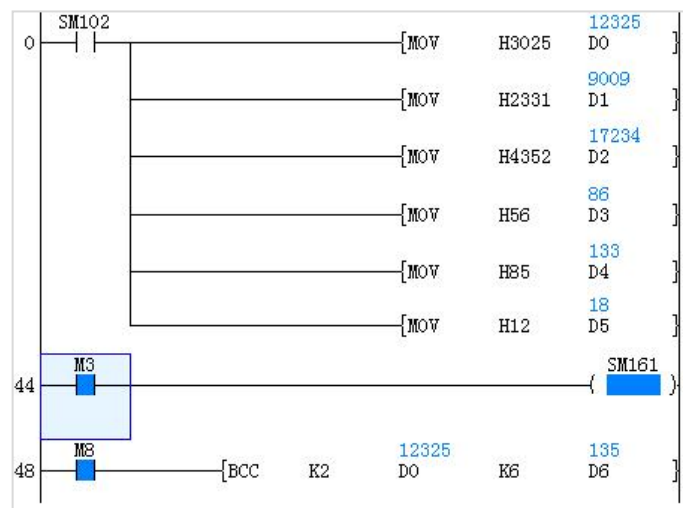 SM102 12325
0 [MOV H3025 D0 ]
9009
[MOV H2331 D1 ]
17234
[MOV H4352 D2 ]
86
[MOV H56 D3 ]
133
[MOV H85 D4 ]
18
[MOV H12 D5 ]
M3 SM161
44 ( )
M8 12325 135
48 [BCC K2 D0 K6 D6 ]